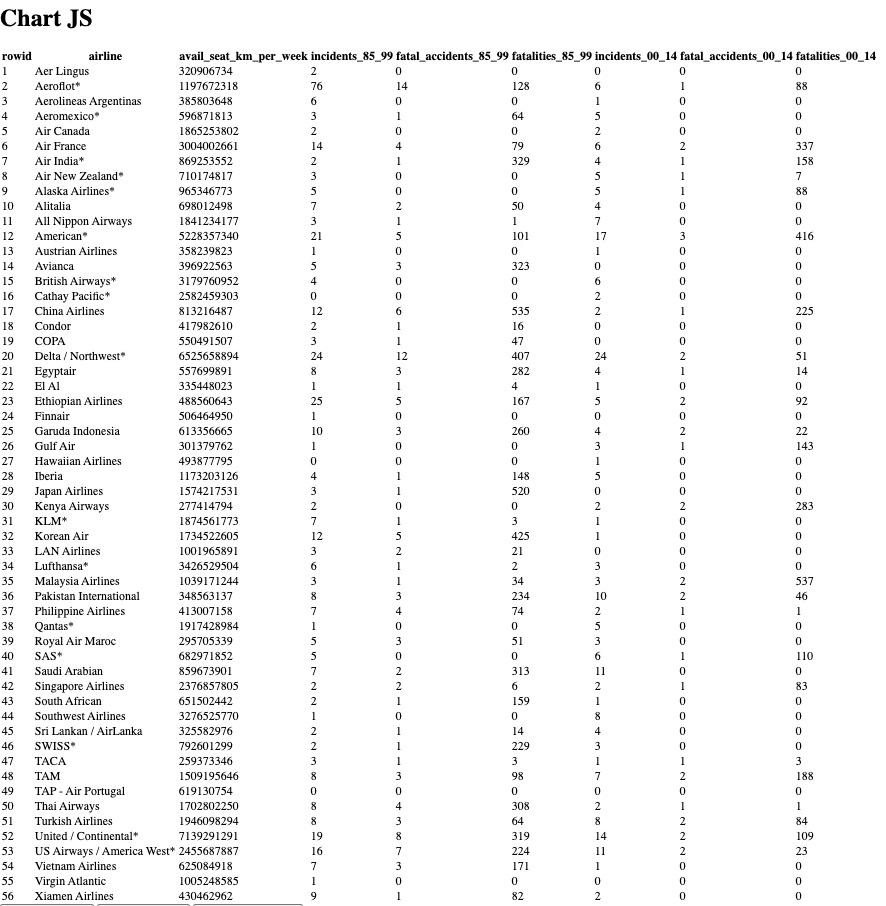 Chart JS
rowid airline avail_seat_km_per_week incidents_85_99 fatal_accidents_85_99 fatalities_85_99 incidents_00_14 fatal_accidents_00_14 fatalities_00_14
1 Aer Lingus 320906734 2 0 0 0 0 0
2 Aeroflot* 1197672318 76 14 128 6 1 88
3 Aerolineas Argentinas 385803648 6 0 0 1 0 0
4 Aeromexico* 596871813 3 1 64 5 0 0
5 Air Canada 1865253802 2 0 0 2 0 0
6 Air France 3004002661 14 4 79 6 2 337
7 Air India* 869253552 2 1 329 4 1 158
8 Air New Zealand* 710174817 3 0 0 5 1 7
9 Alaska Airlines* 965346773 5 0 0 5 1 88
10 Alitalia 698012498 7 2 50 4 0 0
11 All Nippon Airways 1841234177 3 1 1 7 0 0
12 American* 5228357340 21 5 101 17 3 416
13 Austrian Airlines 358239823 1 0 0 1 0 0
14 Avianca 396922563 5 3 323 0 0 0
15 British Airways* 3179760952 4 0 0 6 0 0
16 Cathay Pacific* 2582459303 0 0 0 2 0 0
17 China Airlines 813216487 12 6 535 2 1 225
18 Condor 417982610 2 1 16 0 0 0
19 COPA 550491507 3 1 47 0 0 0
20 Delta / Northwest* 6525658894 24 12 407 24 2 51
21 Egyptair 557699891 8 3 282 4 1 14
22 El Al 335448023 1 1 4 1 0 0
23 Ethiopian Airlines 488560643 25 5 167 5 2 92
24 Finnair 506464950 1 0 0 0 0 0
25 Garuda Indonesia 613356665 10 3 260 4 2 22
26 Gulf Air 301379762 1 0 0 3 1 143
27 Hawaiian Airlines 493877795 0 0 0 1 0 0
28 Iberia 1173203126 4 1 148 5 0 0
29 Japan Airlines 1574217531 3 1 520 0 0 0
30 Kenya Airways 277414794 2 0 0 2 2 283
31 KLM* 1874561773 7 1 3 1 0 0
32 Korean Air 1734522605 12 5 425 1 0 0
33 LAN Airlines 1001965891 3 2 21 0 0 0
34 Lufthansa* 3426529504 6 1 2 3 0 0
35 Malaysia Airlines 1039171244 3 1 34 3 2 537
36 Pakistan International 348563137 8 3 234 10 2 46
37 Philippine Airlines 413007158 7 4 74 2 1 1
38 Qantas* 1917428984 1 0 0 5 0 0
39 Royal Air Maroc 295705339 5 3 51 3 0 0
40 SAS* 682971852 5 0 0 6 1 110
41 Saudi Arabian 859673901 7 2 313 11 0 0
42 Singapore Airlines 2376857805 2 2 6 2 1 83
43 South African 651502442 2 1 159 1 0 0
44 Southwest Airlines 3276525770 1 0 0 8 0 0
45 Sri Lankan / AirLanka 325582976 2 1 14 4 0 0
46 SWISS* 792601299 2 1 229 3 0 0
47 TACA 259373346 3 1 3 1 1 3
48 TAM 1509195646 8 3 98 7 2 188
49 TAP - Air Portugal 619130754 0 0 0 0 0 0
50 Thai Airways 1702802250 8 4 308 2 1 1
51 Turkish Airlines 1946098294 8 3 64 8 2 84
52 United / Continental* 7139291291 19 8 319 14 2 109
53 US Airways / America West* 2455687887 16 7 224 11 2 23
54 Vietnam Airlines 625084918 7 3 171 1 0 0
55 Virgin Atlantic 1005248585 1 0 0 0 0 0
56 Xiamen Airlines 430462962 9 1 82 2 0 0